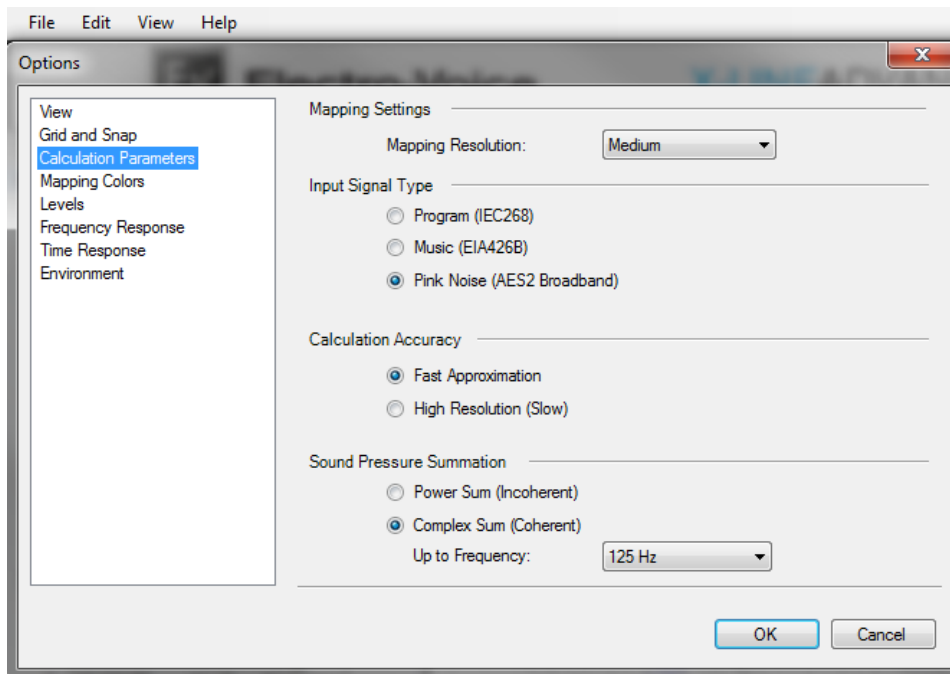 File Edit View Help
Options
Electro-Voice
View
Grid and Snap
Calculation Parameters
Mapping Colors
Levels
Frequency Response
Time Response
Environment
Mapping Settings
Mapping Resolution: Medium
Input Signal Type
Program (IEC268)
Music (EIA426B)
Pink Noise (AES2 Broadband)
Calculation Accuracy
Fast Approximation
High Resolution (Slow)
Sound Pressure Summation
Power Sum (Incoherent)
Complex Sum (Coherent)
Up to Frequency: 125 Hz
OK Cancel